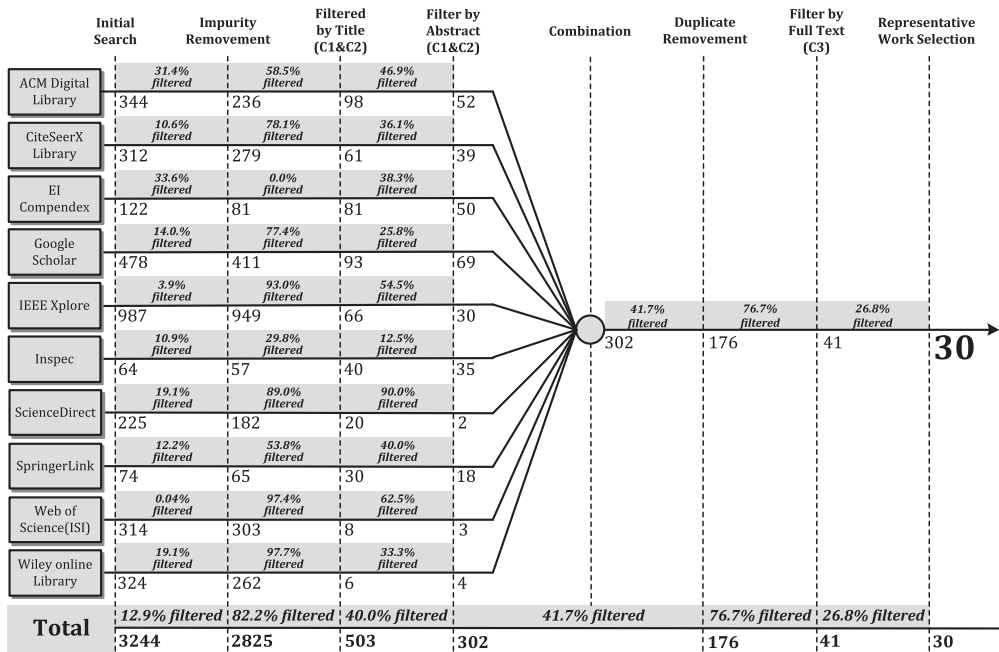 Initial
Search
Impurity
Removement
Filtered
by Title
(C1&C2)
Filter by
Abstract
(C1&C2)
Combination
Duplicate
Removement
Filter by
Full Text
(C3)
Representative
Work Selection
ACM Digital
Library
31.4%
filtered
58.5%
filtered
46.9%
filtered
344
236
98
52
CiteSeerX
Library
10.6%
filtered
78.1%
filtered
36.1%
filtered
312
279
61
39
EI
Compendex
33.6%
filtered
0.0%
filtered
38.3%
filtered
122
81
81
50
Google
Scholar
14.0.%
filtered
77.4%
filtered
25.8%
filtered
478
411
93
69
IEEE Xplore
3.9%
filtered
93.0%
filtered
54.5%
filtered
987
949
66
30
Inspec
10.9%
filtered
29.8%
filtered
12.5%
filtered
64
57
40
35
ScienceDirect
19.1%
filtered
89.0%
filtered
90.0%
filtered
225
182
20
2
SpringerLink
12.2%
filtered
53.8%
filtered
40.0%
filtered
74
65
30
18
Web of
Science(ISI)
0.04%
filtered
97.4%
filtered
62.5%
filtered
314
303
8
3
Wiley online
Library
19.1%
filtered
97.7%
filtered
33.3%
filtered
324
262
6
4
41.7%
filtered
76.7%
filtered
26.8%
filtered
302
176
41
30
Total
12.9% filtered
82.2% filtered
40.0% filtered
41.7% filtered
76.7% filtered
26.8% filtered
3244
2825
503
302
176
41
30